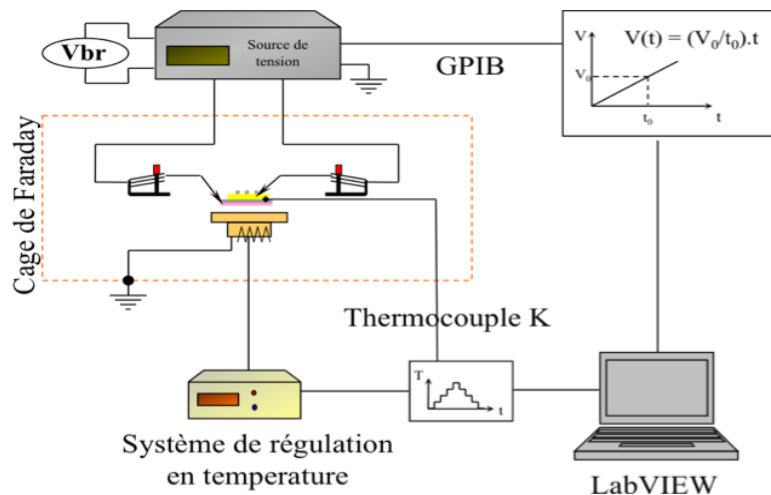 Vbr
Source de
tension
GPIB
V
V(t) = (V₀/t₀).t
V₀
t₀
t
Cage de Faraday
Thermocouple K
T
t
Système de régulation
en temperature
LabVIEW